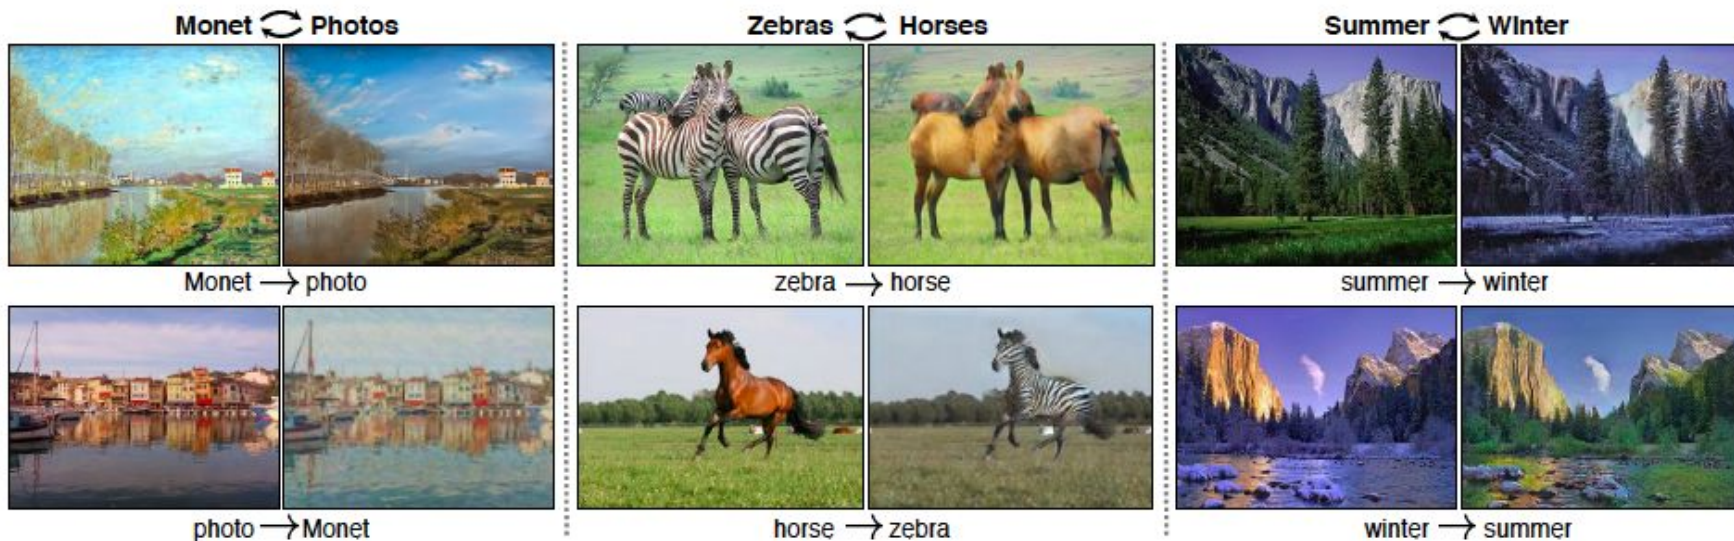 Monet Photos
Zebras Horses
Summer Winter
Monet → photo
zebra → horse
summer → winter
photo → Monet
horse → zebra
winter → summer